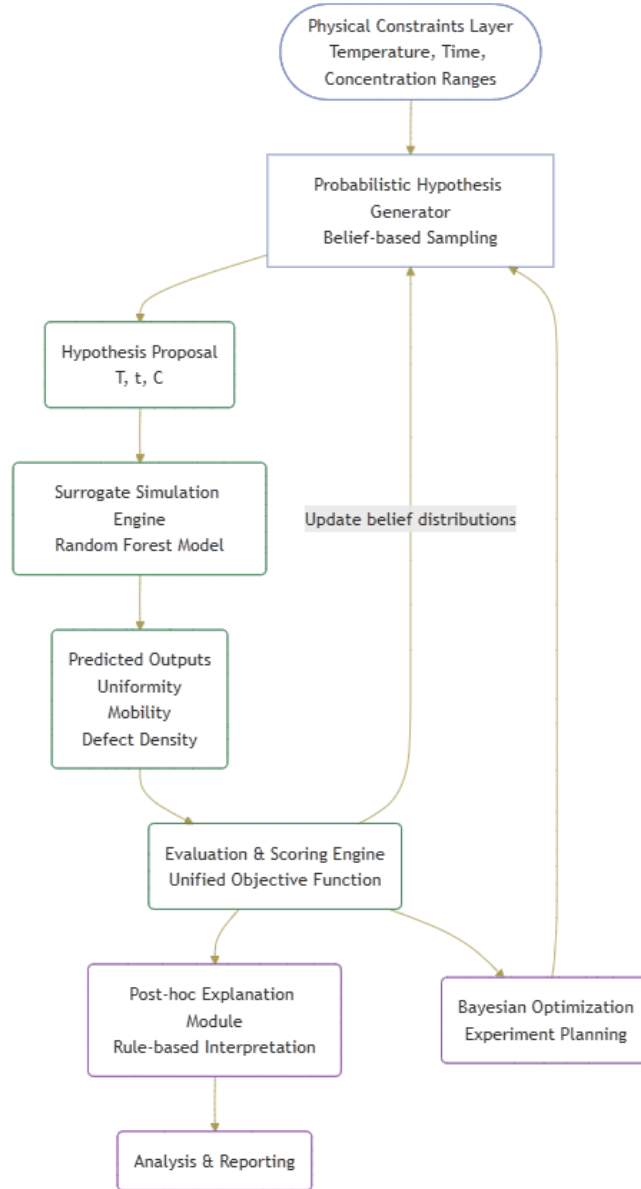 Physical Constraints Layer
Temperature, Time,
Concentration Ranges
Probabilistic Hypothesis
Generator
Belief-based Sampling
Hypothesis Proposal
T, t, C
Surrogate Simulation
Engine
Random Forest Model
Update belief distributions
Predicted Outputs
Uniformity
Mobility
Defect Density
Evaluation & Scoring Engine
Unified Objective Function
Post-hoc Explanation
Module
Rule-based Interpretation
Bayesian Optimization
Experiment Planning
Analysis & Reporting